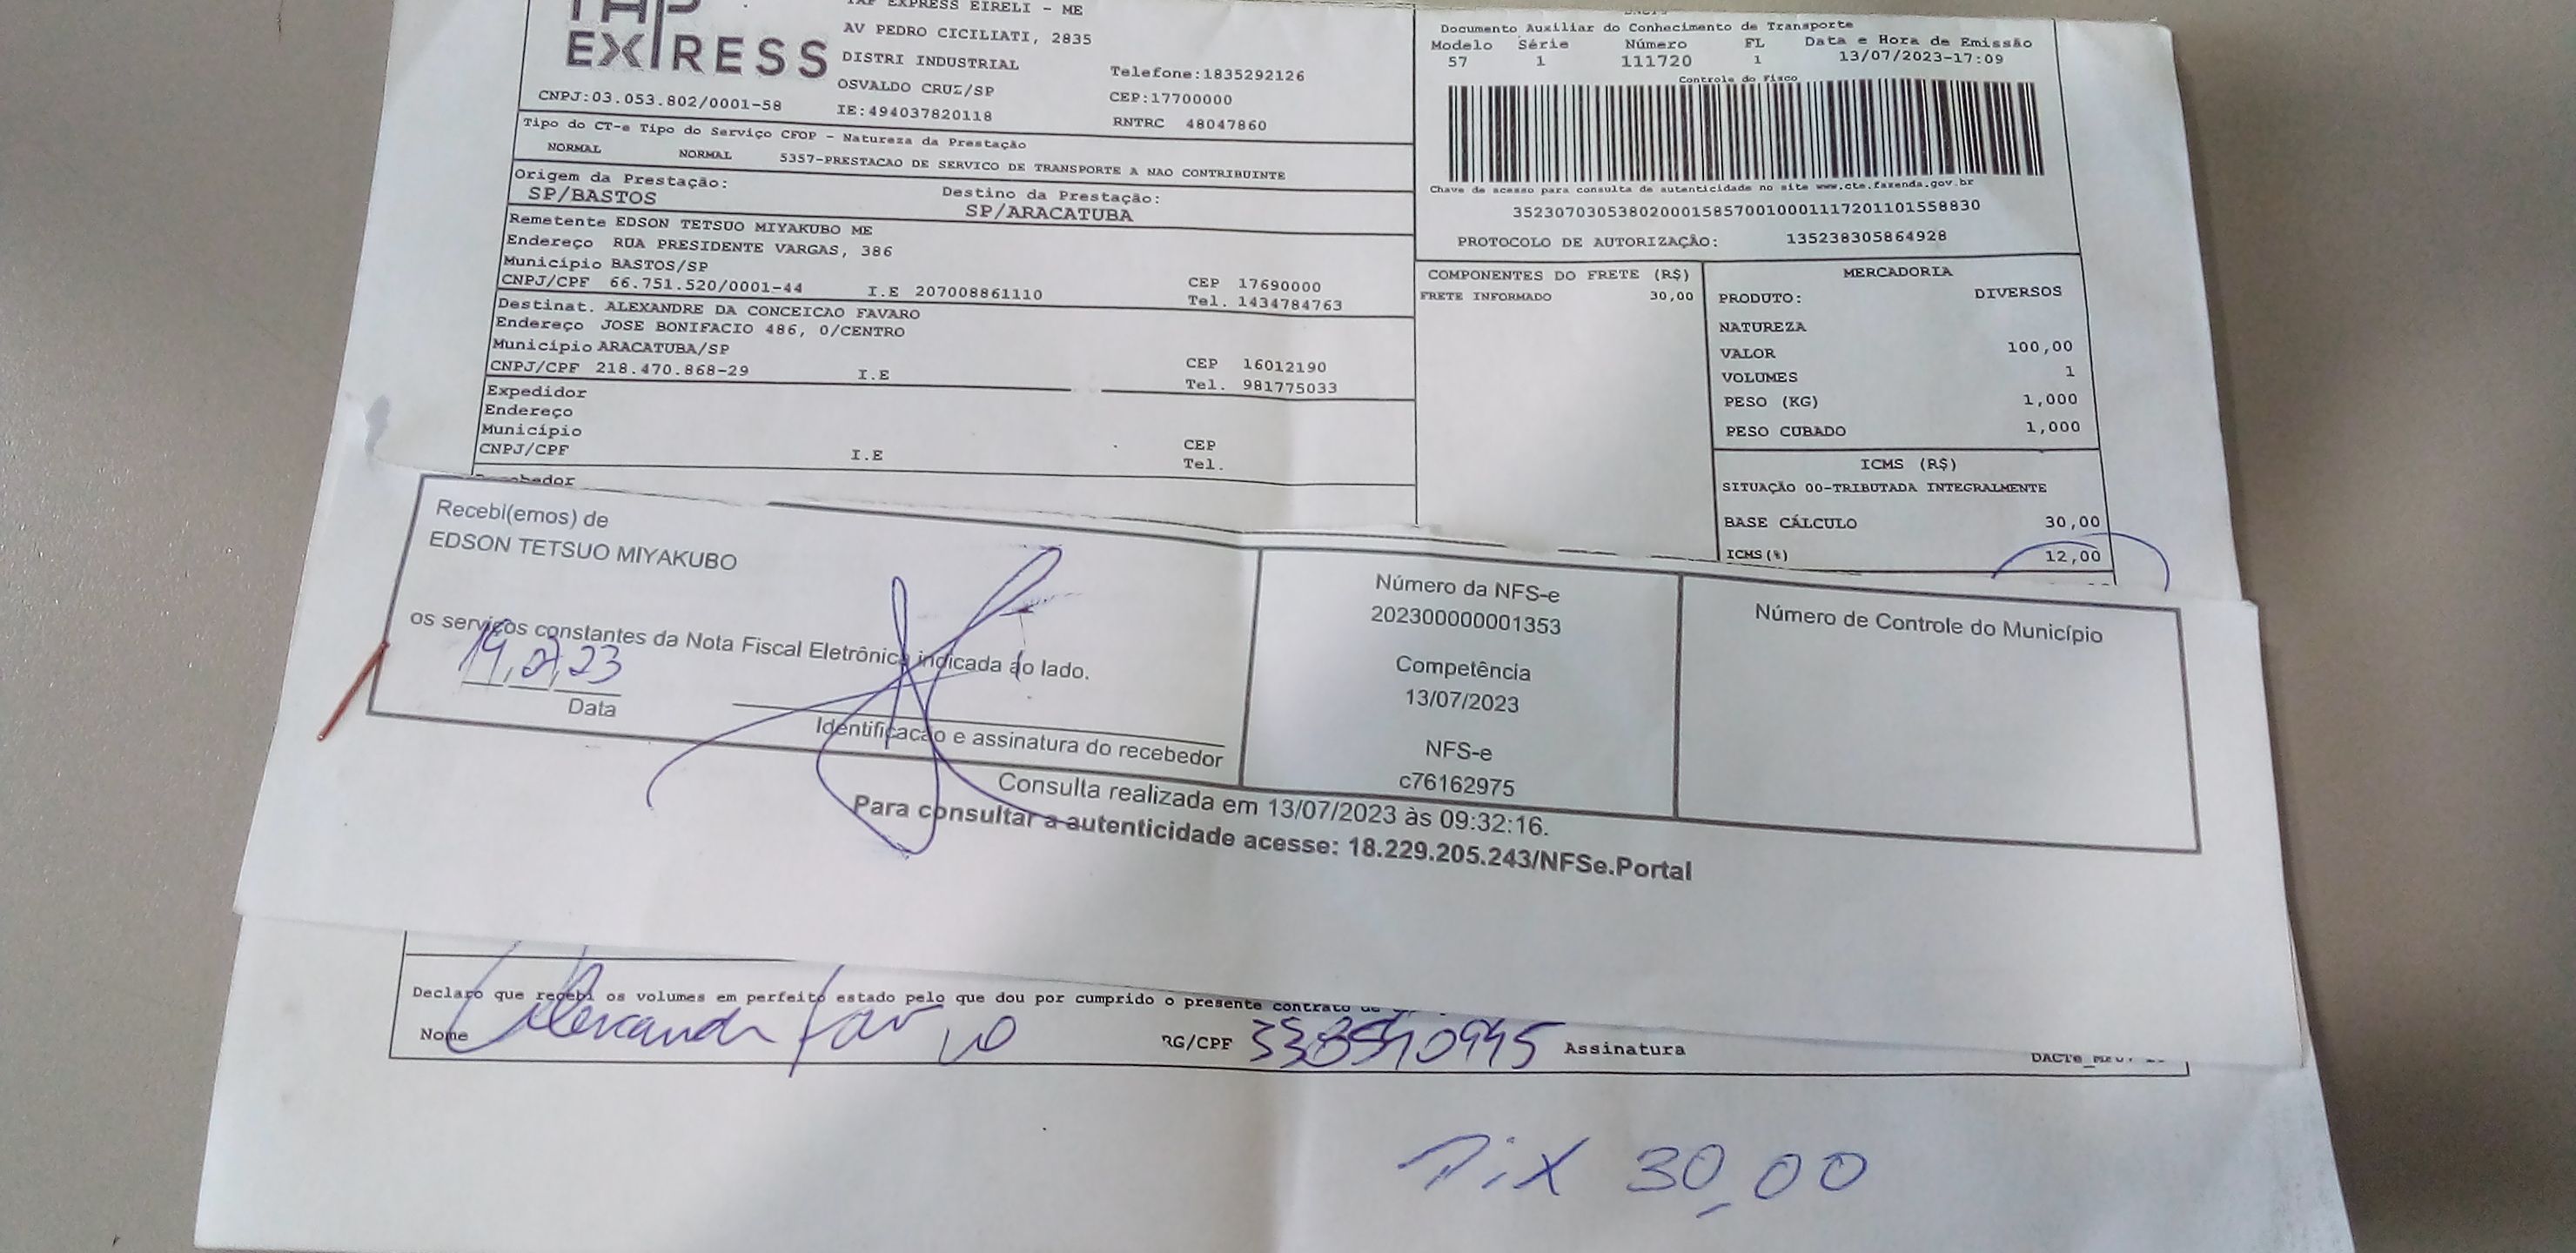 TAP
EXPRESS
TAP EXPRESS EIRELI - ME
AV PEDRO CICILIATI, 2835
DISTRI INDUSTRIAL
OSVALDO CRUZ/SP
Telefone:1835292126
CEP:17700000
CNPJ:03.053.802/0001-58
IE:494037820118
RNTRC 48047860
Tipo do CT-e Tipo do Serviço CFOP - Natureza da Prestação
NORMAL NORMAL 5357-PRESTACAO DE SERVICO DE TRANSPORTE A NAO CONTRIBUINTE
Origem da Prestação: Destino da Prestação:
SP/BASTOS SP/ARACATUBA
Remetente EDSON TETSUO MIYAKUBO ME
Endereço RUA PRESIDENTE VARGAS, 386
Município BASTOS/SP CEP 17690000
CNPJ/CPF 66.751.520/0001-44 I.E 207008861110 Tel. 1434784763
Destinat. ALEXANDRE DA CONCEICAO FAVARO
Endereço JOSE BONIFACIO 486, 0/CENTRO
Município ARACATUBA/SP CEP 16012190
CNPJ/CPF 218.470.868-29 I.E Tel. 981775033
Expedidor
Endereço
Município CEP
CNPJ/CPF I.E Tel.
Documento Auxiliar do Conhecimento de Transporte
Modelo Série Número FL Data e Hora de Emissão
57 1 111720 1 13/07/2023-17:09
Controle do Fisco
Chave de acesso para consulta de autenticidade no site www.cte.fazenda.gov.br
35230703053802000158570010001117201101558830
PROTOCOLO DE AUTORIZAÇÃO: 135238305864928
COMPONENTES DO FRETE (R$)
FRETE INFORMADO 30,00
MERCADORIA
PRODUTO: DIVERSOS
NATUREZA
VALOR 100,00
VOLUMES 1
PESO (KG) 1,000
PESO CUBADO 1,000
ICMS (R$)
SITUAÇÃO 00-TRIBUTADA INTEGRALMENTE
BASE CÁLCULO 30,00
ICMS(%) 12,00
Recebi(emos) de
EDSON TETSUO MIYAKUBO
os serviços constantes da Nota Fiscal Eletrônica indicada ao lado.
Data
Identificação e assinatura do recebedor
Número da NFS-e
202300000001353
Competência
13/07/2023
NFS-e
c76162975
Número de Controle do Município
Consulta realizada em 13/07/2023 às 09:32:16.
Para consultar a autenticidade acesse: 18.229.205.243/NFSe.Portal
Declaro que recebi os volumes em perfeito estado pelo que dou por cumprido o presente contrato
Nome RG/CPF Assinatura
Pix 30,00